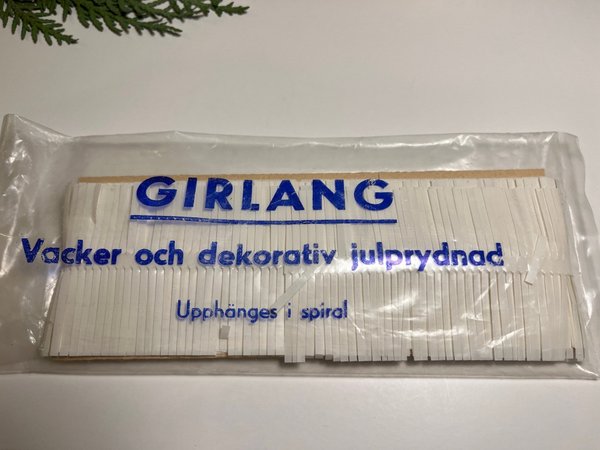 GIRLANG
Vacker och dekorativ julprydnad
Upphänges i spiral